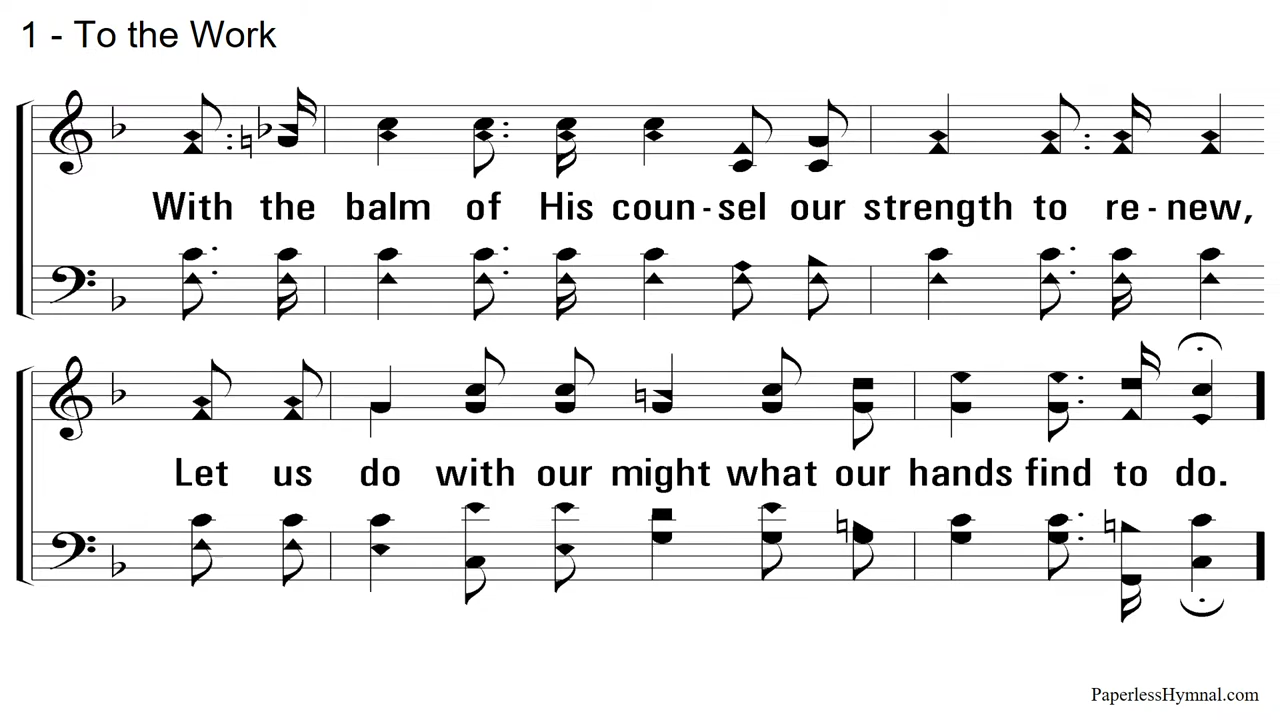 1 - To the Work
With the balm of His coun-sel our strength to re-new,
Let us do with our might what our hands find to do.
PaperlessHymnal.com